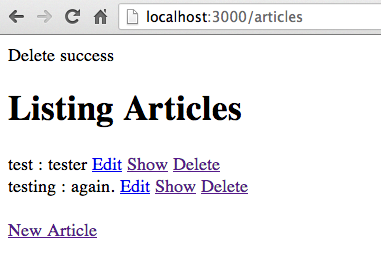 localhost:3000/articles
Delete success
Listing Articles
test : tester Edit Show Delete
testing : again. Edit Show Delete
New Article